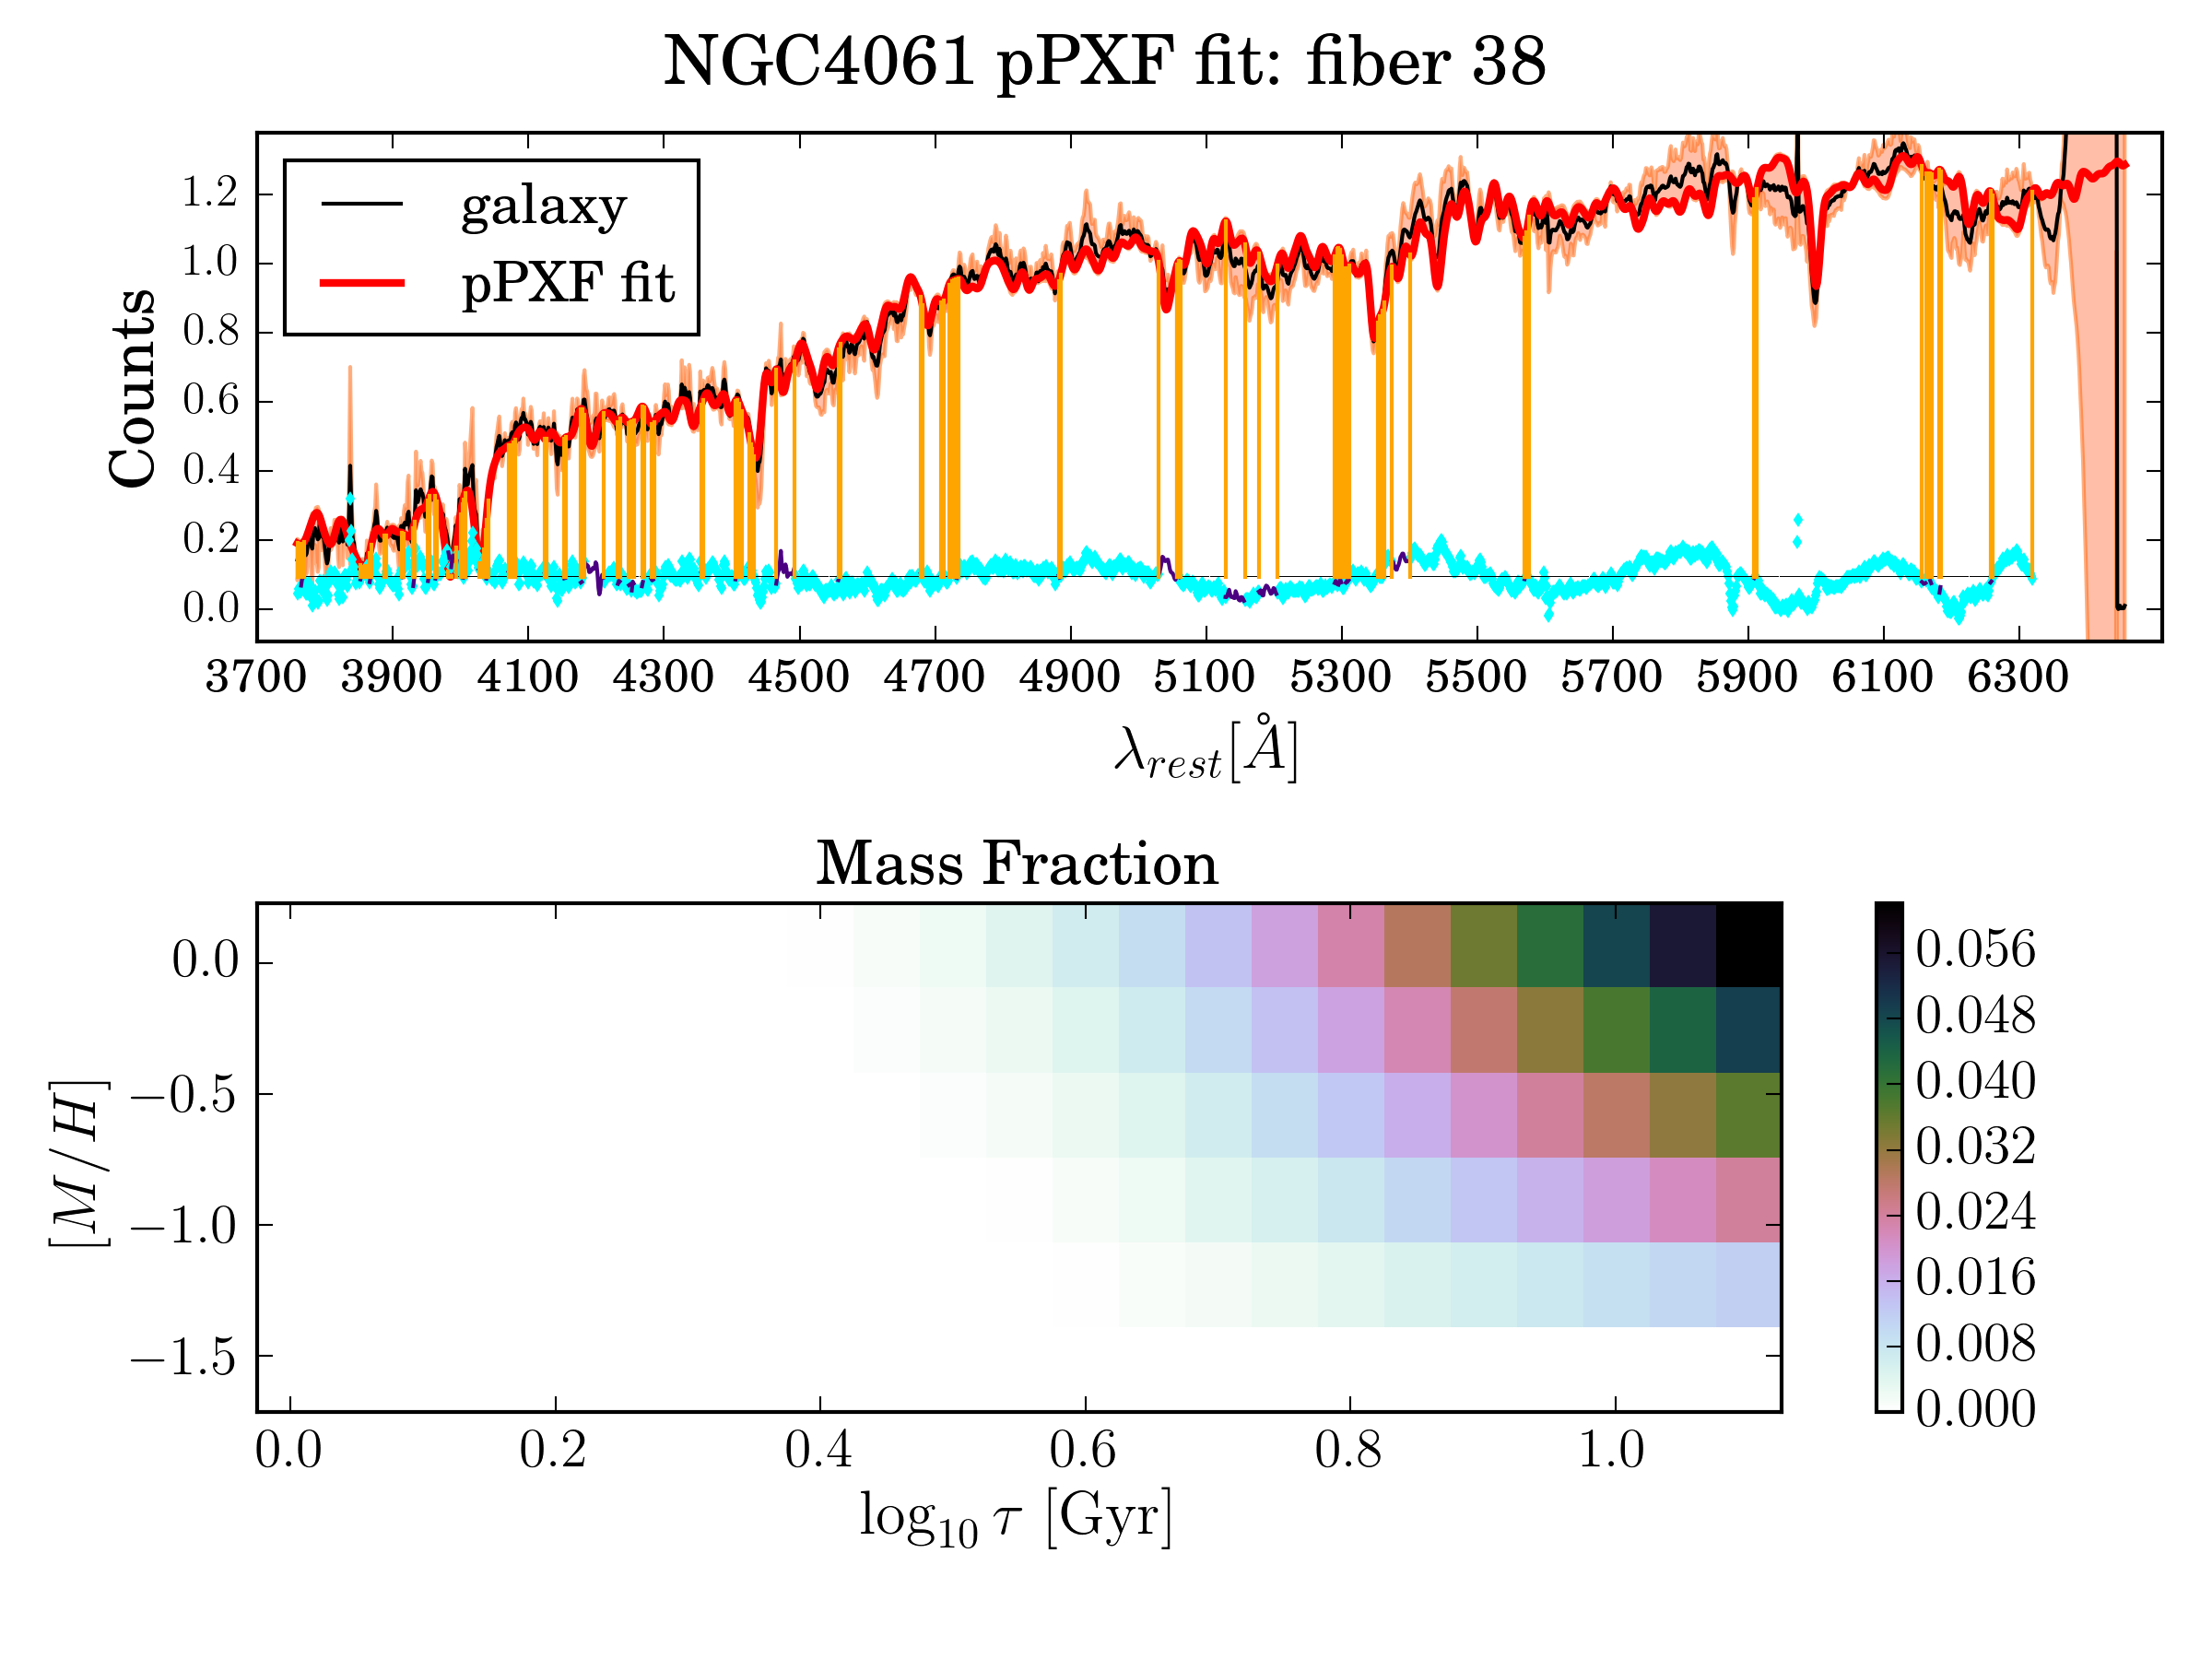 NGC4061 pPXF fit: fiber 38
galaxy
pPXF fit
Counts
1.2
1.0
0.8
0.6
0.4
0.2
0.0
3700 3900 4100 4300 4500 4700 4900 5100 5300 5500 5700 5900 6100 6300
λrest[Å]
Mass Fraction
[M/H]
0.0
−0.5
−1.0
−1.5
0.0 0.2 0.4 0.6 0.8 1.0
log10 τ [Gyr]
0.056
0.048
0.040
0.032
0.024
0.016
0.008
0.000